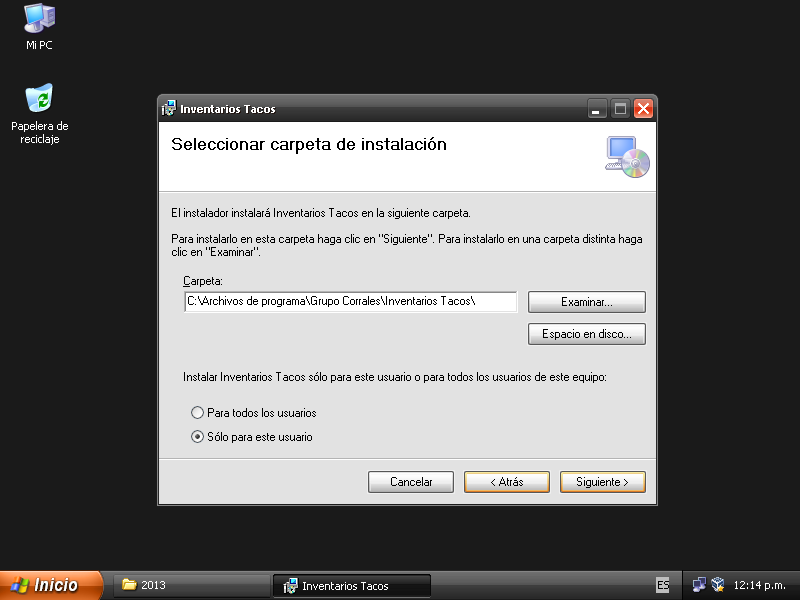 Mi PC
Papelera de
reciclaje
Inventarios Tacos
Seleccionar carpeta de instalación
El instalador instalará Inventarios Tacos en la siguiente carpeta.
Para instalarlo en esta carpeta haga clic en "Siguiente". Para instalarlo en una carpeta distinta haga
clic en "Examinar".
Carpeta:
C:\Archivos de programa\Grupo Corrales\Inventarios Tacos\
Examinar...
Espacio en disco...
Instalar Inventarios Tacos sólo para este usuario o para todos los usuarios de este equipo:
Para todos los usuarios
Sólo para este usuario
Cancelar
< Atrás
Siguiente >
Inicio
2013
Inventarios Tacos
ES
12:14 p.m.